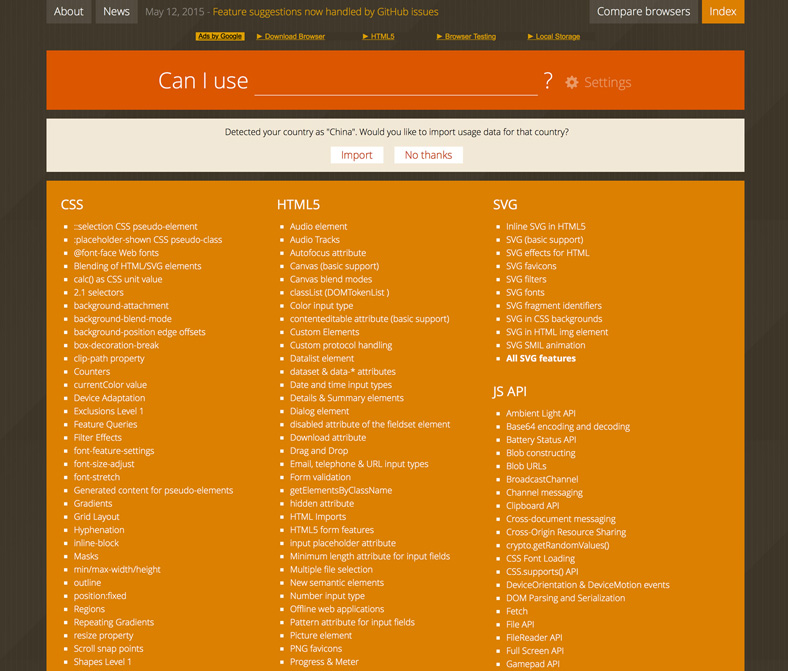 About
News
May 12, 2015 - Feature suggestions now handled by GitHub issues
Compare browsers
Index
Ads by Google
► Download Browser
► HTML5
► Browser Testing
► Local Storage
Can I use
?
Settings
Detected your country as "China". Would you like to import usage data for that country?
Import
No thanks
CSS
::selection CSS pseudo-element
:placeholder-shown CSS pseudo-class
@font-face Web fonts
Blending of HTML/SVG elements
calc() as CSS unit value
2.1 selectors
background-attachment
background-blend-mode
background-position edge offsets
box-decoration-break
clip-path property
Counters
currentColor value
Device Adaptation
Exclusions Level 1
Feature Queries
Filter Effects
font-feature-settings
font-size-adjust
font-stretch
Generated content for pseudo-elements
Gradients
Grid Layout
Hyphenation
inline-block
Masks
min/max-width/height
outline
position:fixed
Regions
Repeating Gradients
resize property
Scroll snap points
Shapes Level 1
HTML5
Audio element
Audio Tracks
Autofocus attribute
Canvas (basic support)
Canvas blend modes
classList (DOMTokenList )
Color input type
contenteditable attribute (basic support)
Custom Elements
Custom protocol handling
Datalist element
dataset & data-* attributes
Date and time input types
Details & Summary elements
Dialog element
disabled attribute of the fieldset element
Download attribute
Drag and Drop
Email, telephone & URL input types
Form validation
getElementsByClassName
hidden attribute
HTML Imports
HTML5 form features
input placeholder attribute
Minimum length attribute for input fields
Multiple file selection
New semantic elements
Number input type
Offline web applications
Pattern attribute for input fields
Picture element
PNG favicons
Progress & Meter
SVG
Inline SVG in HTML5
SVG (basic support)
SVG effects for HTML
SVG favicons
SVG filters
SVG fonts
SVG fragment identifiers
SVG in CSS backgrounds
SVG in HTML img element
SVG SMIL animation
All SVG features
JS API
Ambient Light API
Base64 encoding and decoding
Battery Status API
Blob constructing
Blob URLs
BroadcastChannel
Channel messaging
Clipboard API
Cross-document messaging
Cross-Origin Resource Sharing
crypto.getRandomValues()
CSS Font Loading
CSS.supports() API
DeviceOrientation & DeviceMotion events
DOM Parsing and Serialization
Fetch
File API
FileReader API
Full Screen API
Gamepad API